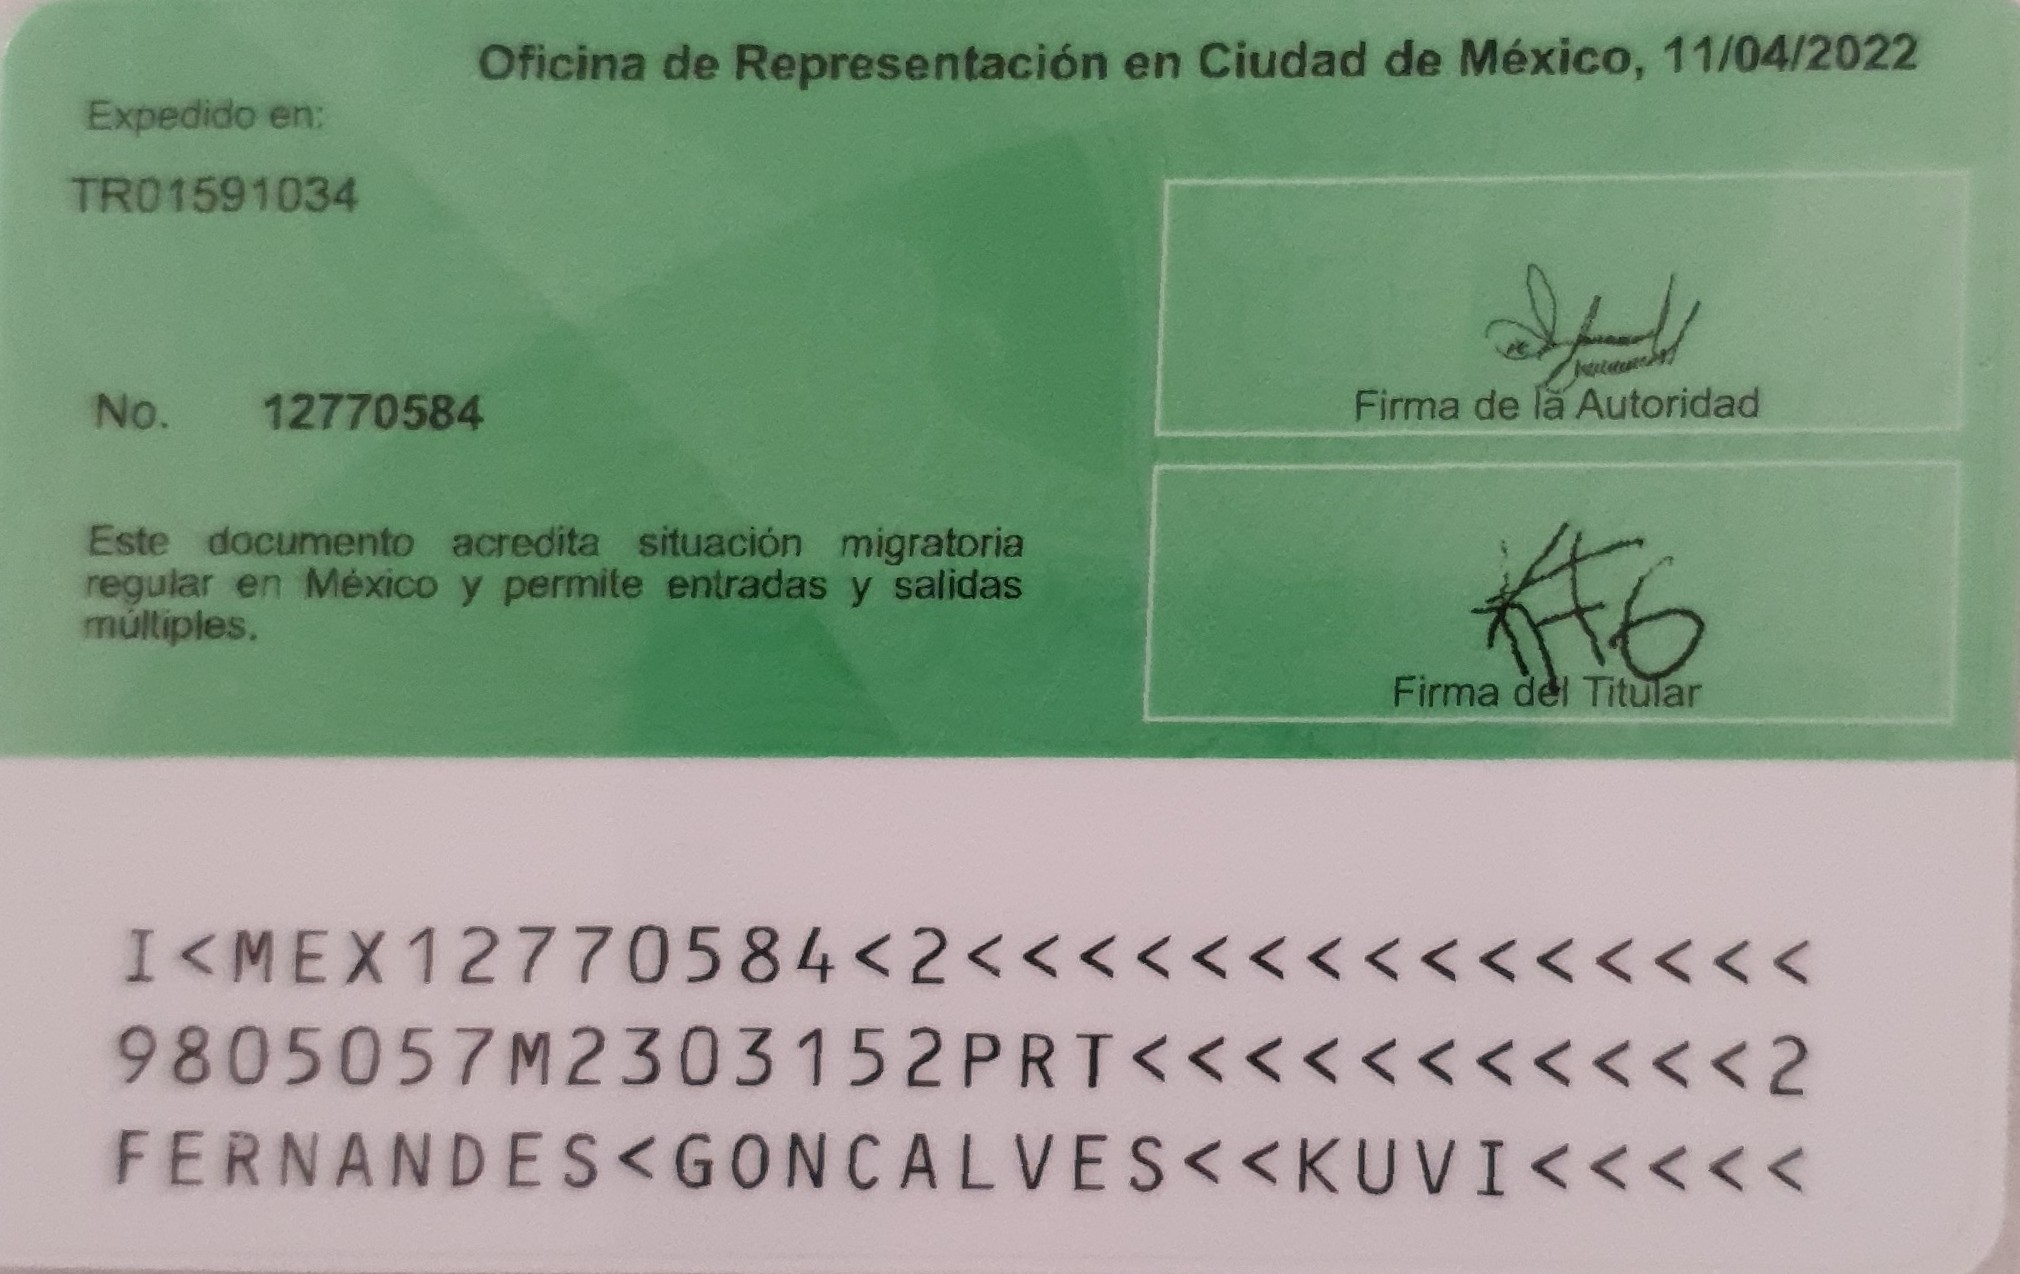 Oficina de Representación en Ciudad de México, 11/04/2022
Expedido en:
TR01591034
Firma de la Autoridad
No. 12770584
Este documento acredita situación migratoria
regular en México y permite entradas y salidas
múltiples.
Firma del Titular
I<MEX12770584<2<<<<<<<<<<<<<<<
9805057M2303152PRT<<<<<<<<<<<2
FERNANDES<GONCALVES<<KUVI<<<<<